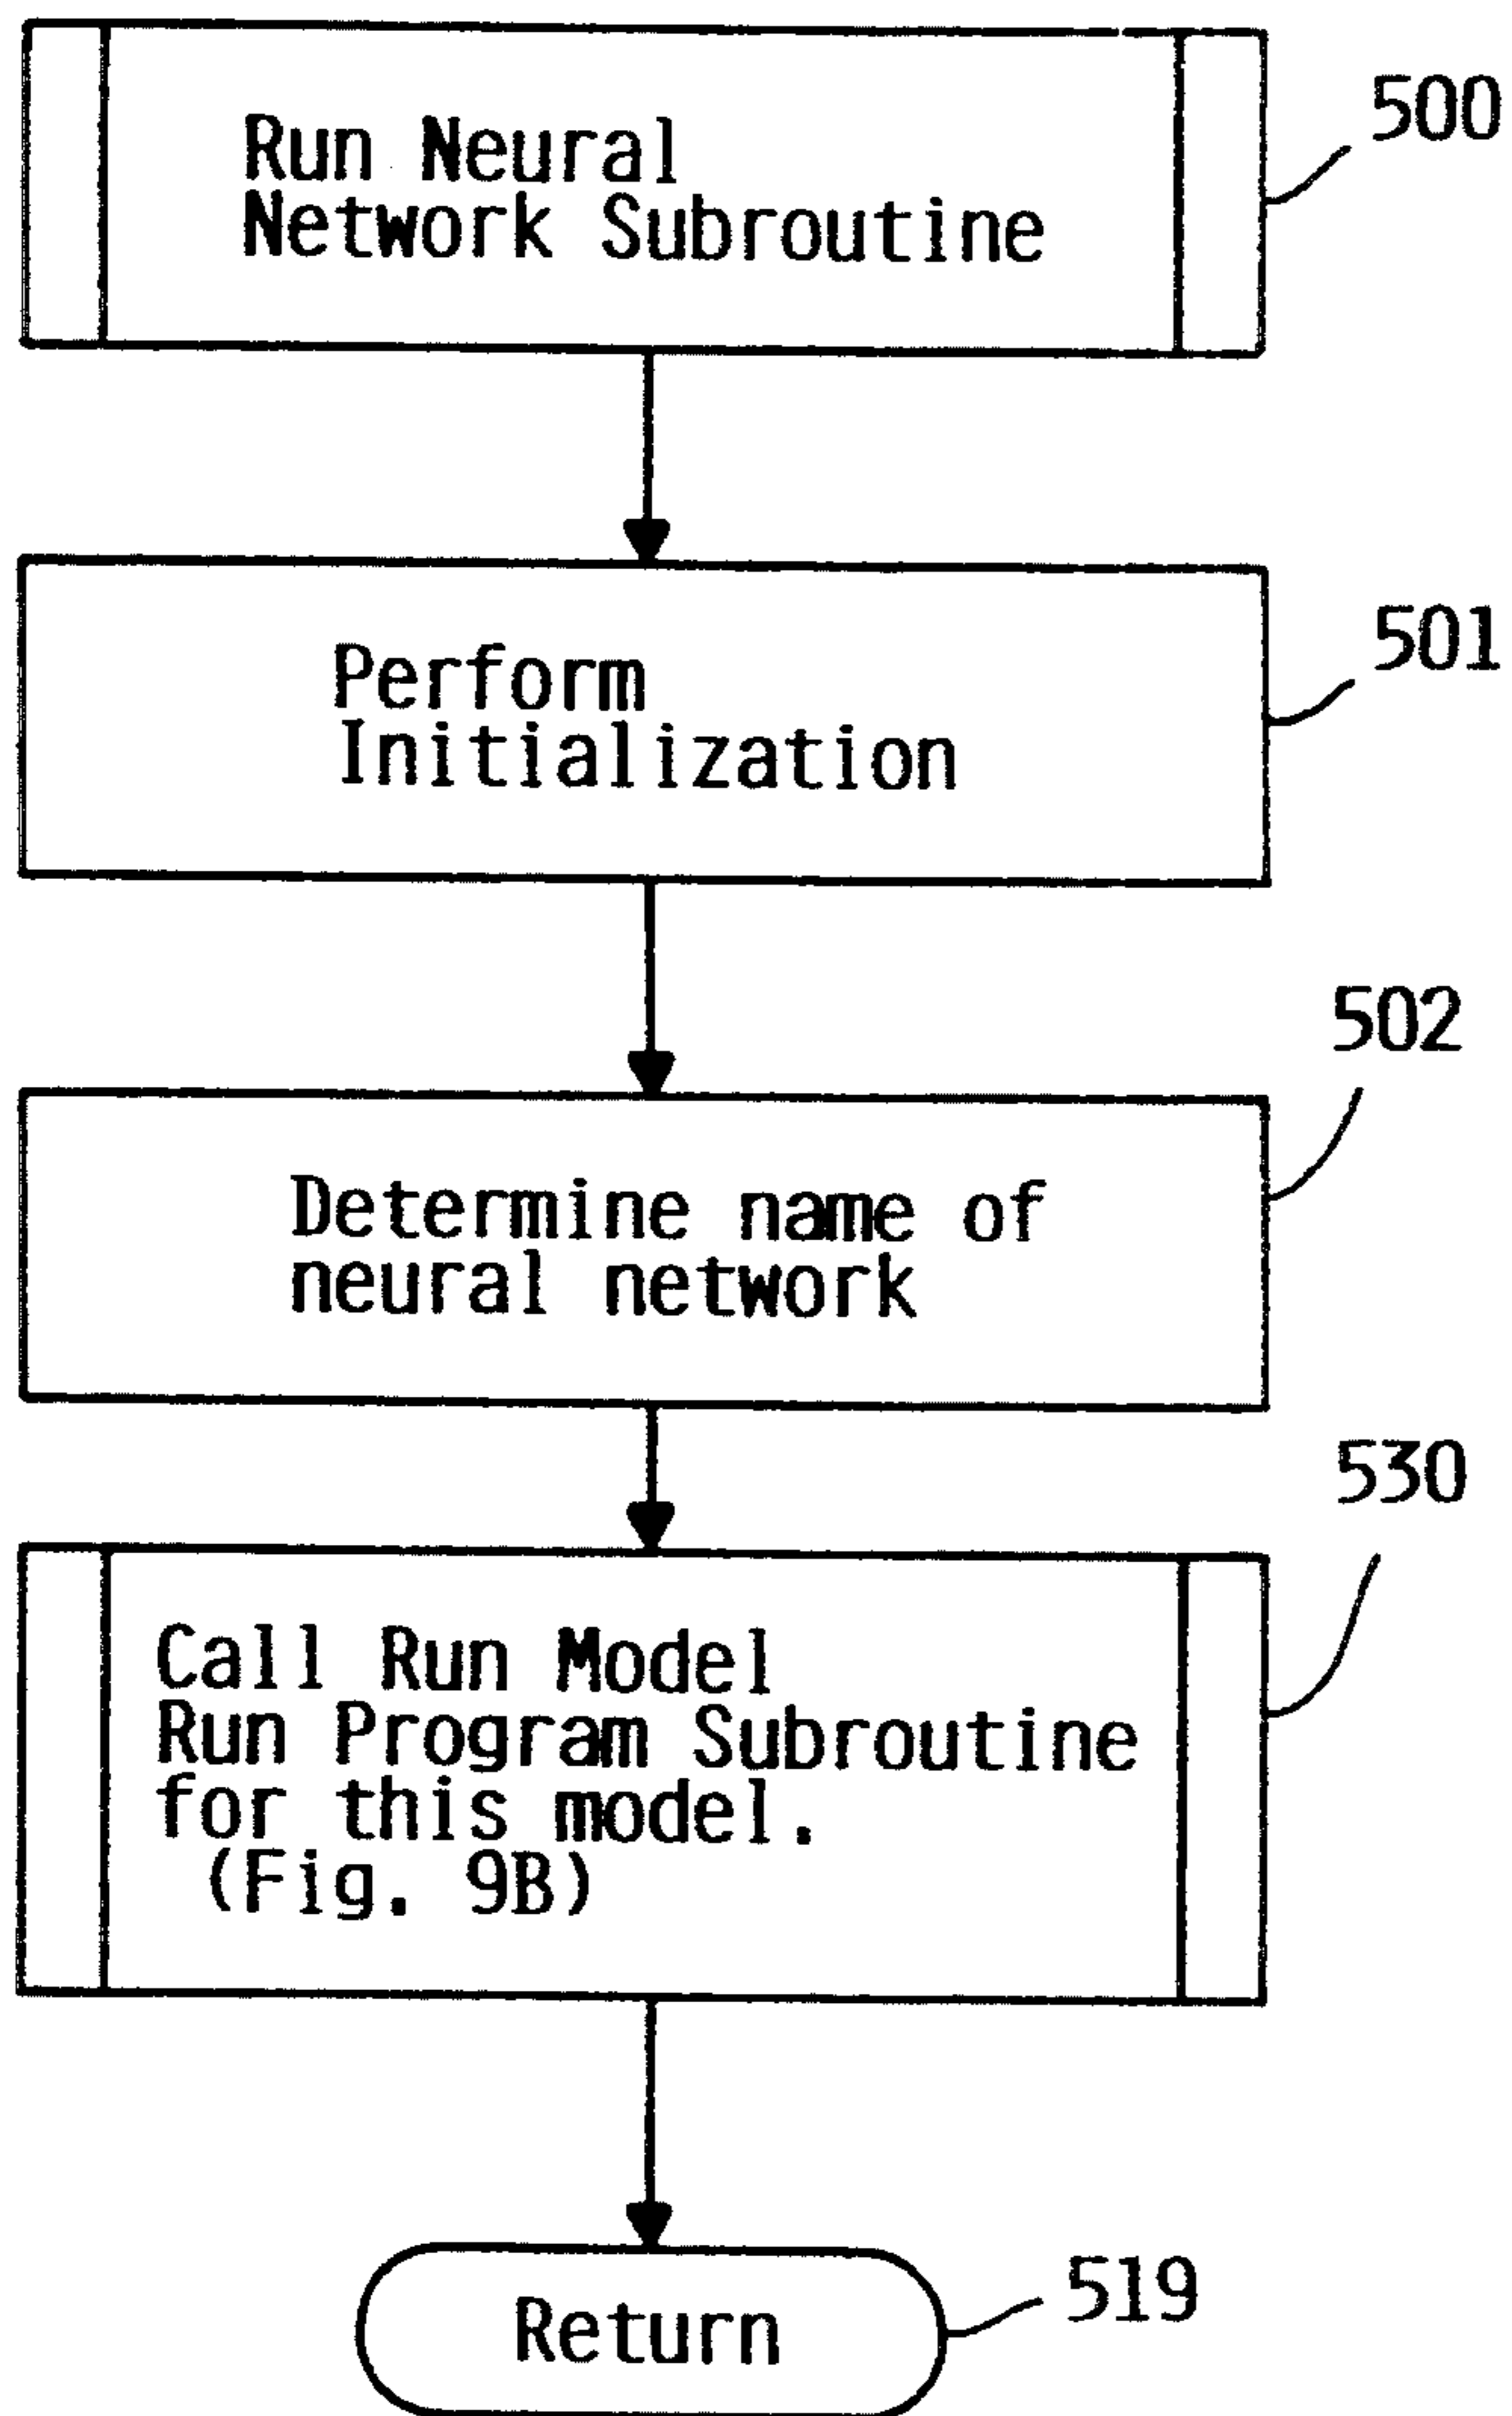 Run Neural
Network Subroutine
500
Perform
Initialization
501
502
Determine name of
neural network
530
Call Run Model
Run Program Subroutine
for this model.
(Fig. 9B)
Return
519